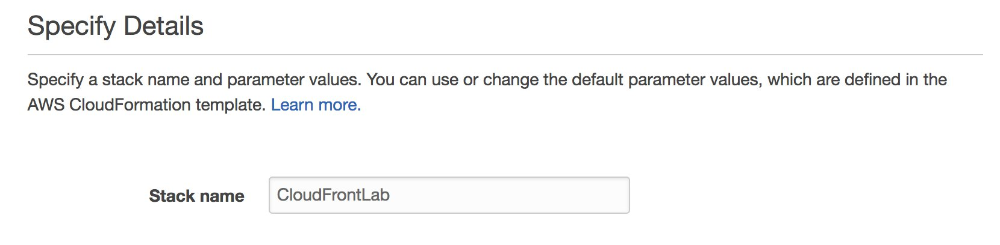 Specify Details
Specify a stack name and parameter values. You can use or change the default parameter values, which are defined in the
AWS CloudFormation template. Learn more.
Stack name CloudFrontLab